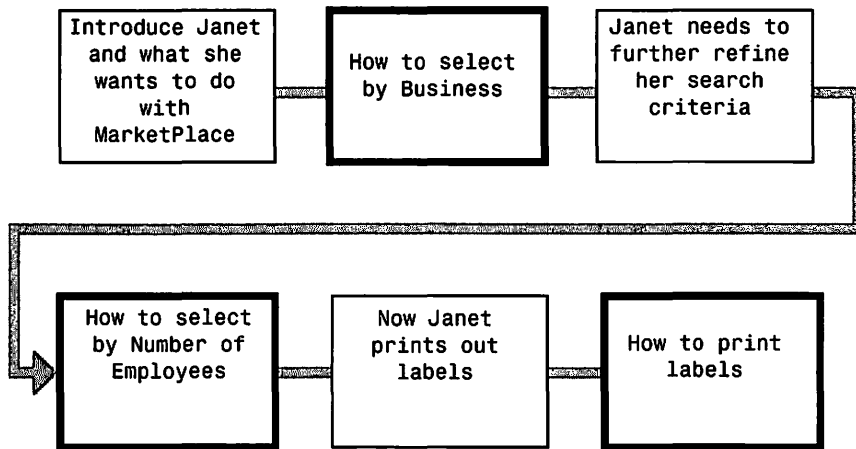 Introduce Janet
and what she
wants to do
with
MarketPlace
How to select
by Business
Janet needs to
further refine
her search
criteria
How to select
by Number of
Employees
Now Janet
prints out
labels
How to print
labels